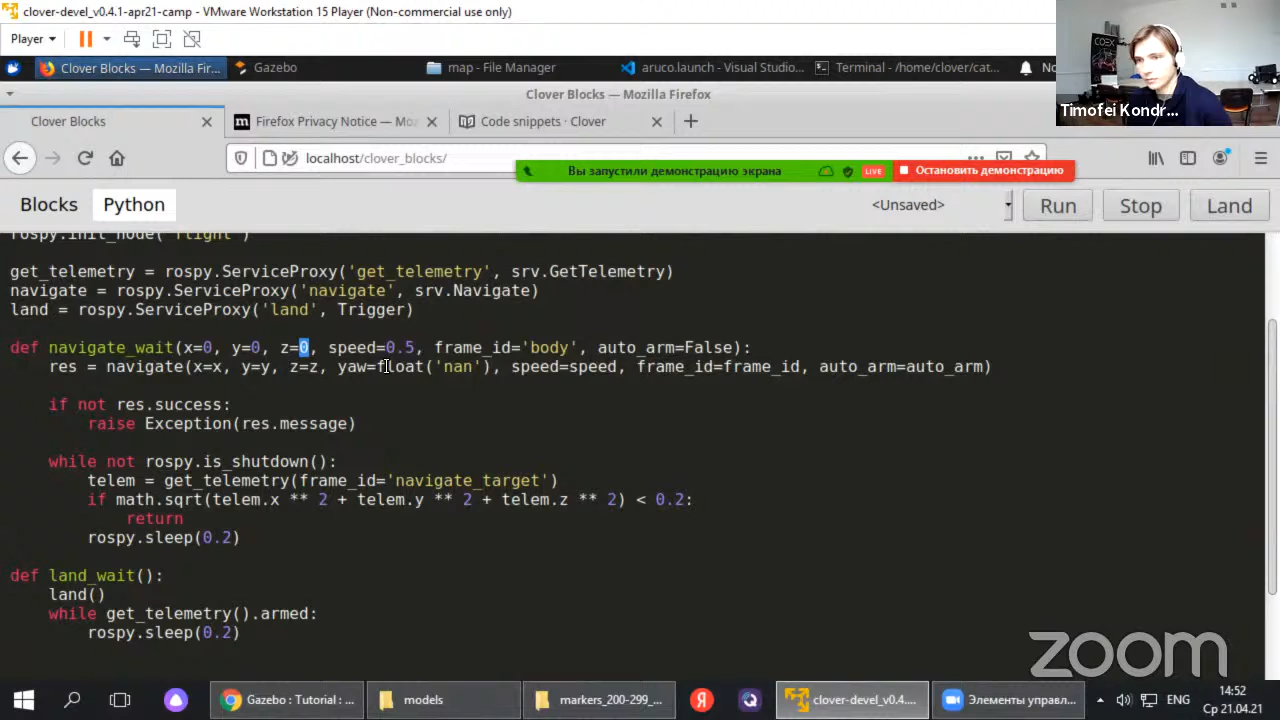 clover-devel_v0.4.1-apr21-camp - VMware Workstation 15 Player (Non-commercial use only)
Player
Clover Blocks — Mozilla Fir...
Gazebo
map - File Manager
aruco.launch - Visual Studio...
Terminal - /home/clover/cat...
No
Clover Blocks — Mozilla Firefox
COEX
Timofei Kondr...
Clover Blocks
Firefox Privacy Notice — Moz
Code snippets · Clover
localhost/clover_blocks/
Вы запустили демонстрацию экрана
LIVE
Остановить демонстрацию
Blocks
Python
<Unsaved>
Run
Stop
Land
rospy.init_node('flight')
get_telemetry = rospy.ServiceProxy('get_telemetry', srv.GetTelemetry)
navigate = rospy.ServiceProxy('navigate', srv.Navigate)
land = rospy.ServiceProxy('land', Trigger)
def navigate_wait(x=0, y=0, z=0, speed=0.5, frame_id='body', auto_arm=False):
res = navigate(x=x, y=y, z=z, yaw=float('nan'), speed=speed, frame_id=frame_id, auto_arm=auto_arm)
if not res.success:
raise Exception(res.message)
while not rospy.is_shutdown():
telem = get_telemetry(frame_id='navigate_target')
if math.sqrt(telem.x ** 2 + telem.y ** 2 + telem.z ** 2) < 0.2:
return
rospy.sleep(0.2)
def land_wait():
land()
while get_telemetry().armed:
rospy.sleep(0.2)
zoom
Gazebo : Tutorial : ...
models
markers_200-299_...
Я
clover-devel_v0.4....
Элементы управл...
ENG
14:52
Ср 21.04.21